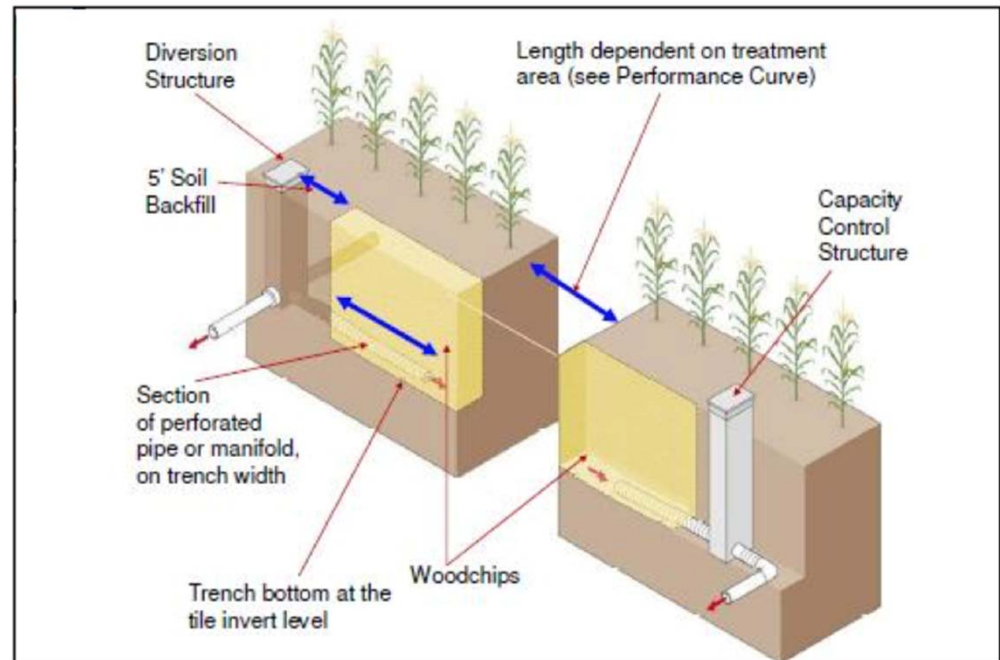 Diversion
Structure
Length dependent on treatment
area (see Performance Curve)
5' Soil
Backfill
Capacity
Control
Structure
Section
of perforated
pipe or manifold,
on trench width
Trench bottom at the
tile invert level
Woodchips